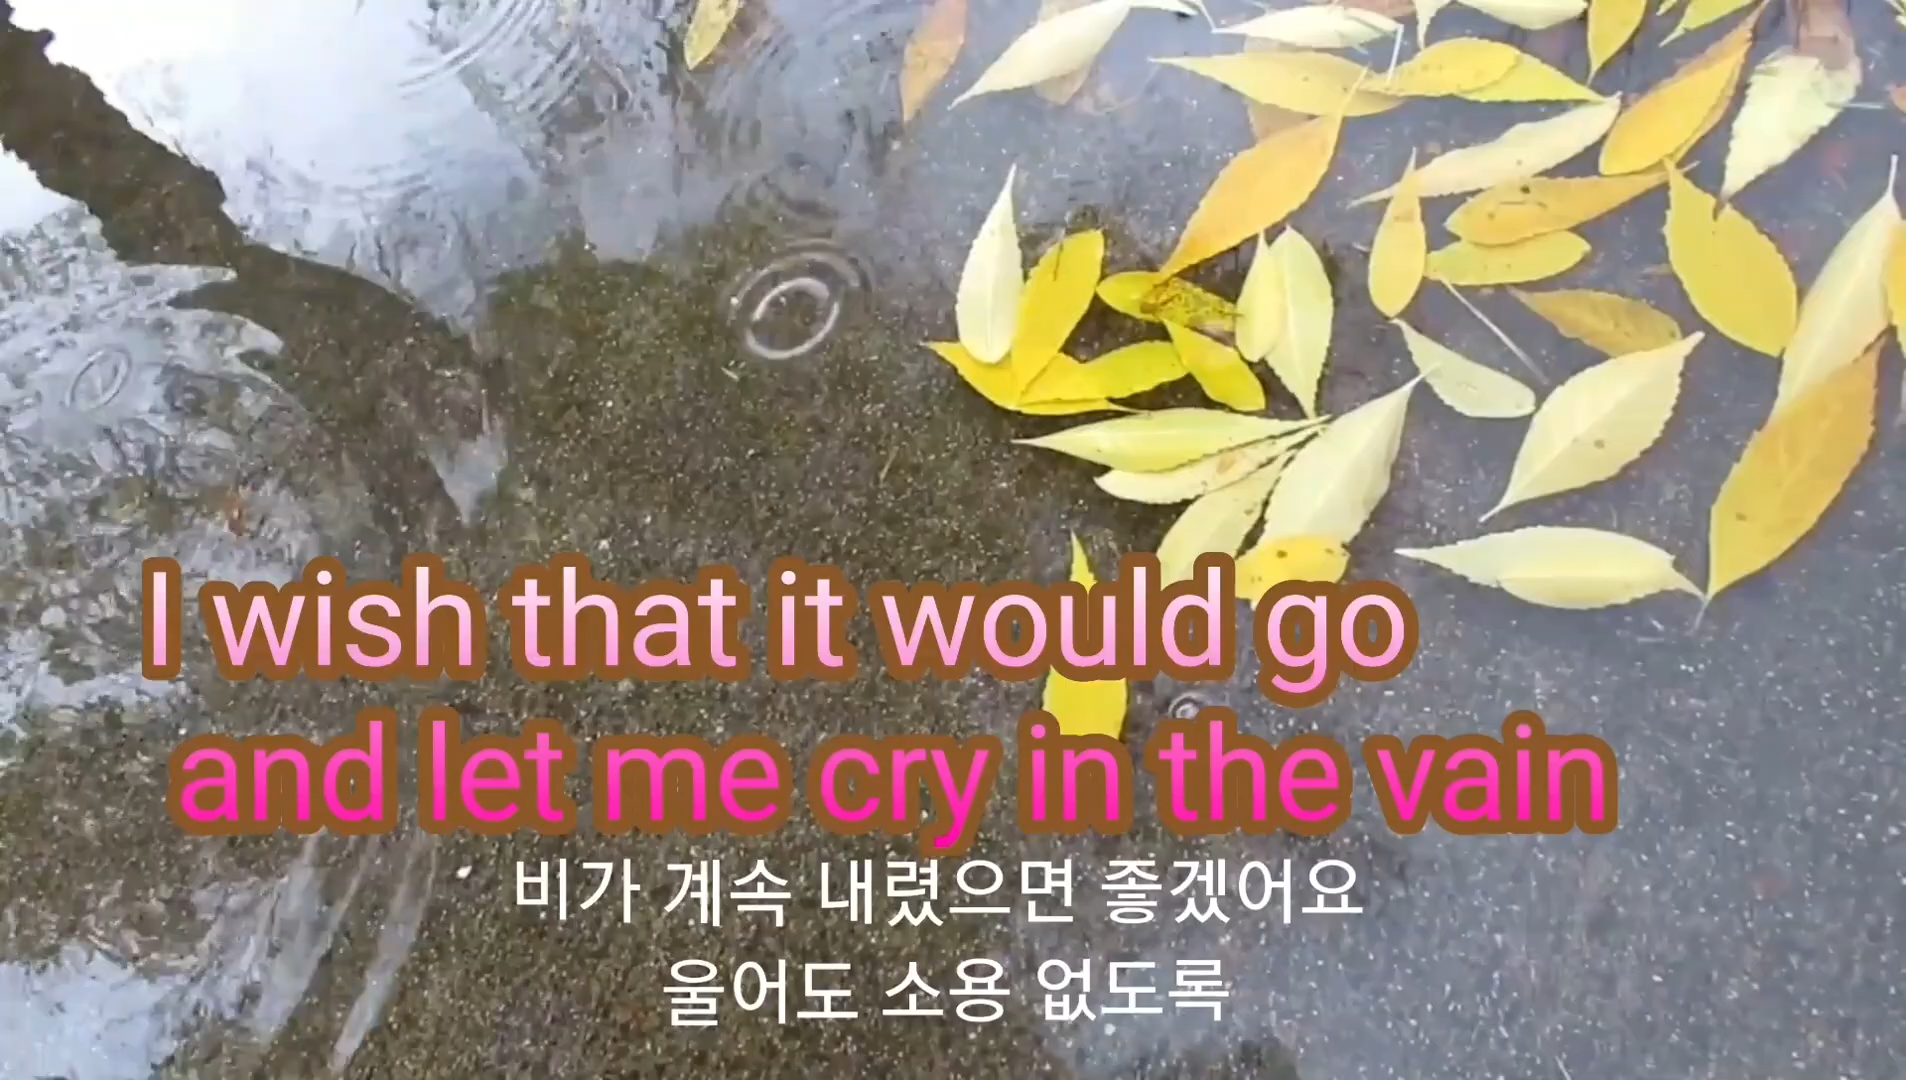 I wish that it would go
and let me cry in the vain
비가 계속 내렸으면 좋겠어요
울어도 소용 없도록